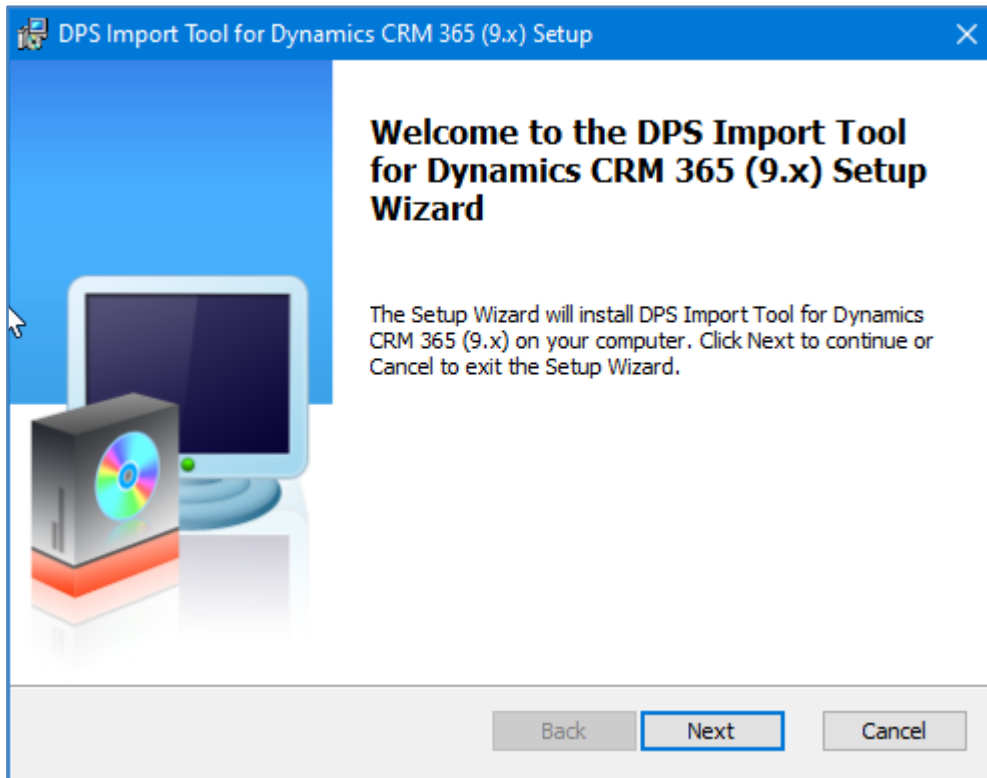 DPS Import Tool for Dynamics CRM 365 (9.x) Setup
Welcome to the DPS Import Tool
for Dynamics CRM 365 (9.x) Setup
Wizard
The Setup Wizard will install DPS Import Tool for Dynamics
CRM 365 (9.x) on your computer. Click Next to continue or
Cancel to exit the Setup Wizard.
Back Next Cancel